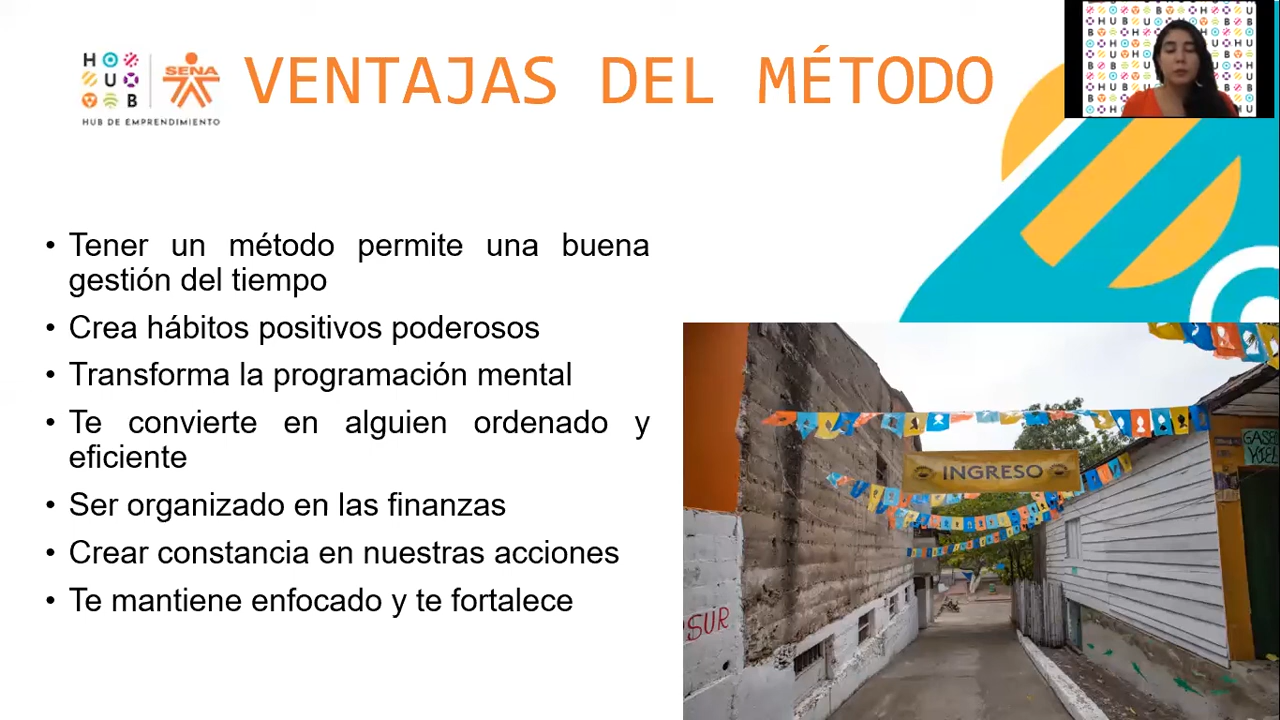 H U B
SENA
HUB DE EMPRENDIMIENTO
VENTAJAS DEL MÉTODO
• Tener un método permite una buena
gestión del tiempo
• Crea hábitos positivos poderosos
• Transforma la programación mental
• Te convierte en alguien ordenado y
eficiente
• Ser organizado en las finanzas
• Crear constancia en nuestras acciones
• Te mantiene enfocado y te fortalece
INGRESO
SUR